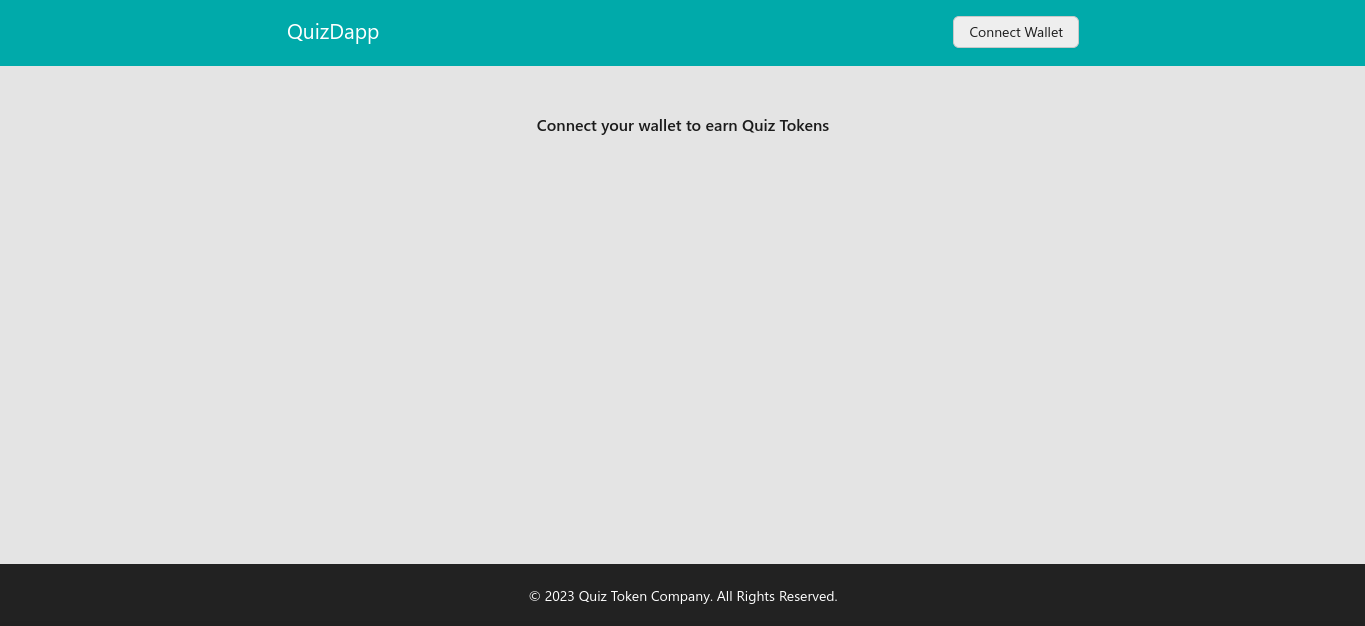 QuizDapp
Connect Wallet
Connect your wallet to earn Quiz Tokens
© 2023 Quiz Token Company. All Rights Reserved.